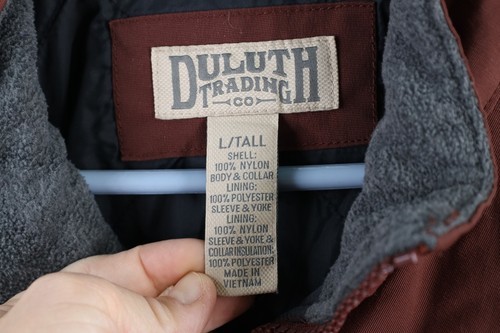 DULUTH
TRADING
CO
L/TALL
SHELL:
100% NYLON
BODY & COLLAR
LINING:
100% POLYESTER
SLEEVE & YOKE
LINING:
100% NYLON
SLEEVE & YOKE &
COLLAR INSULATION:
100% POLYESTER
MADE IN
VIETNAM